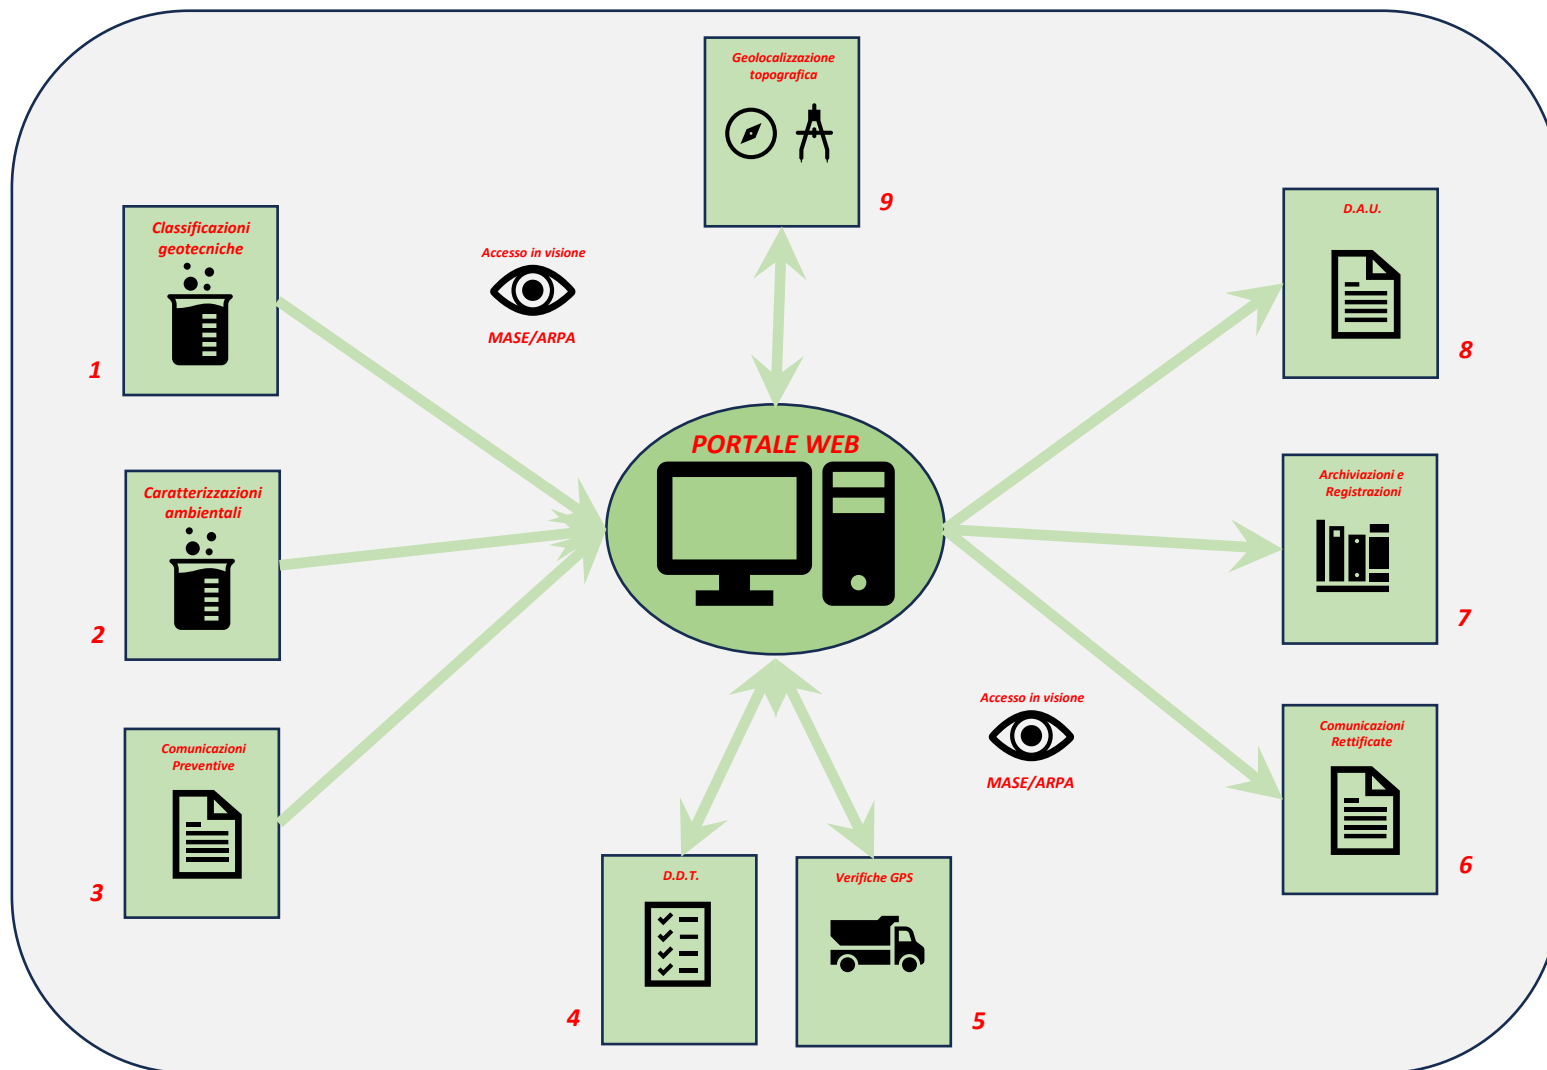 Geolocalizzazione
topografica
9
Classificazioni
geotecniche
1
Accesso in visione
MASE/ARPA
D.A.U.
8
PORTALE WEB
Caratterizzazioni
ambientali
2
Archiviazioni e
Registrazioni
7
Comunicazioni
Preventive
3
Accesso in visione
MASE/ARPA
Comunicazioni
Rettificate
6
D.D.T.
4
Verifiche GPS
5